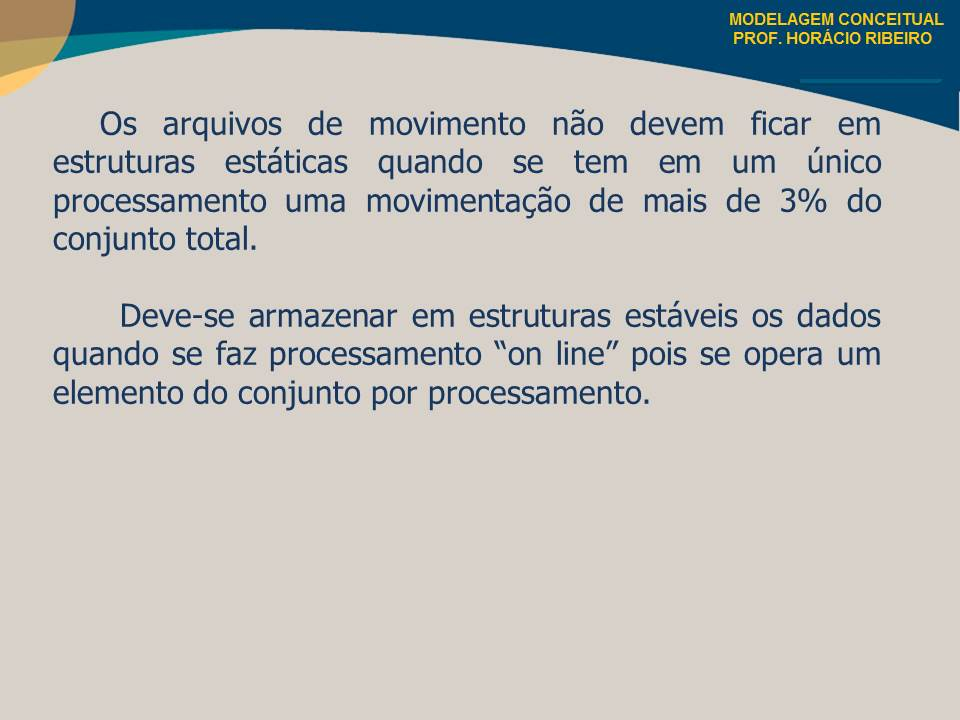 MODELAGEM CONCEITUAL
PROF. HORÁCIO RIBEIRO
Os arquivos de movimento não devem ficar em
estruturas estáticas quando se tem em um único
processamento uma movimentação de mais de 3% do
conjunto total.
Deve-se armazenar em estruturas estáveis os dados
quando se faz processamento “on line” pois se opera um
elemento do conjunto por processamento.